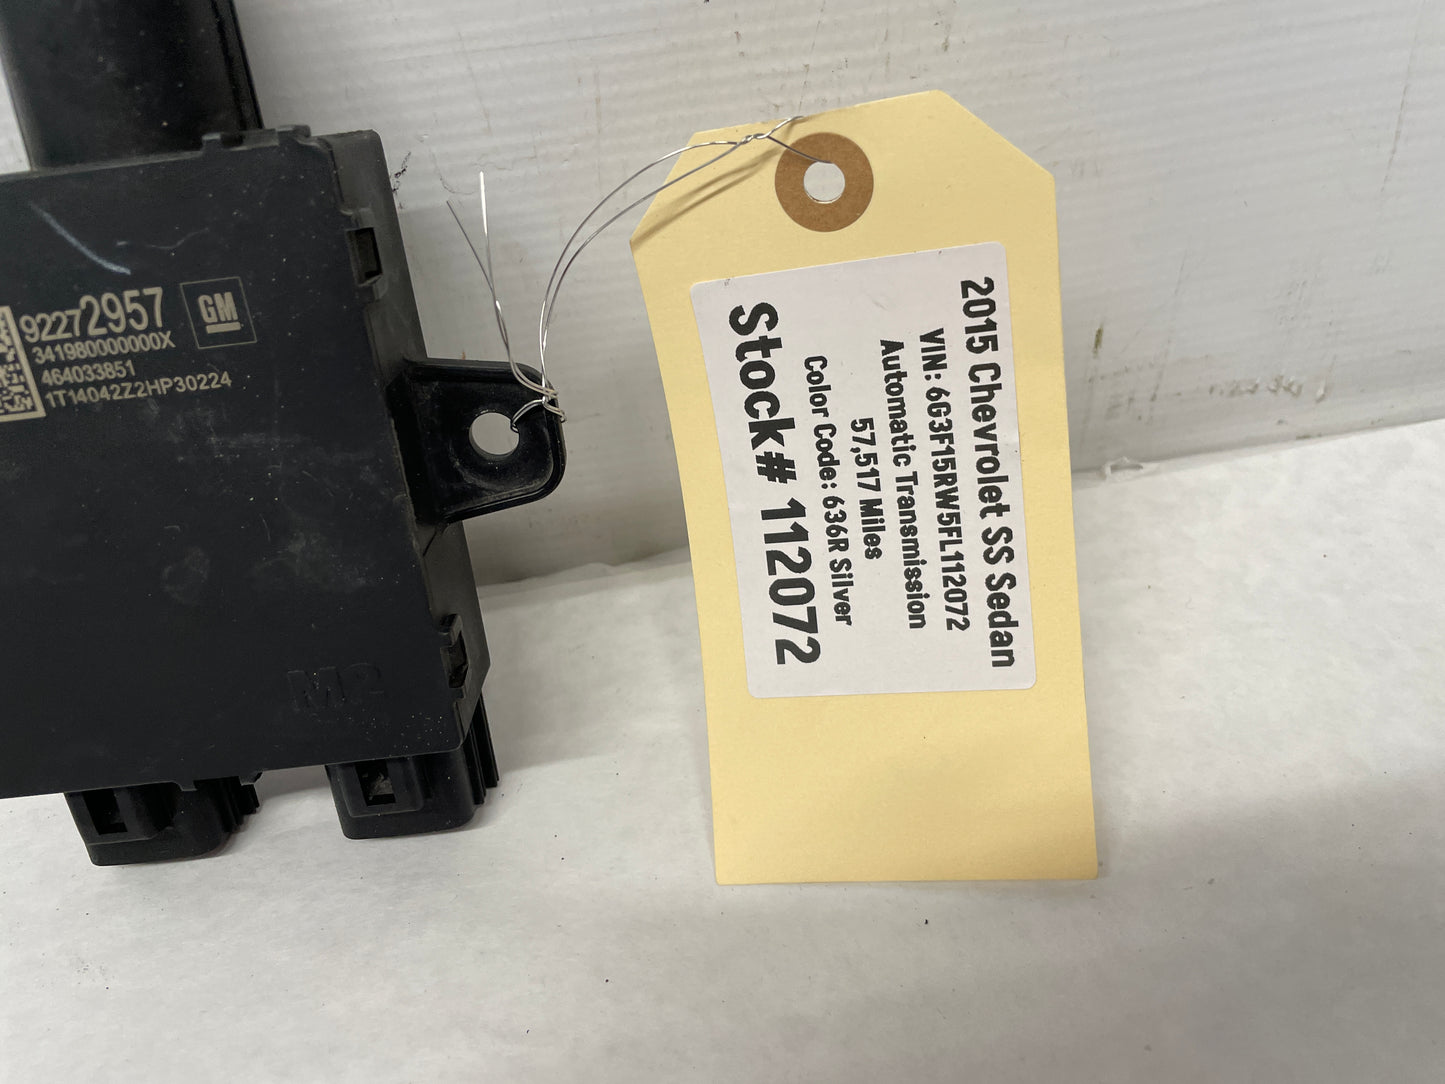 92272957
GM
341980000000X
464033851
1T14042Z2HP30224
M2
2015 Chevrolet SS Sedan
VIN: 6G3F15RW5FL112072
Automatic Transmission
57,517 Miles
Color Code: 636R Silver
Stock# 112072